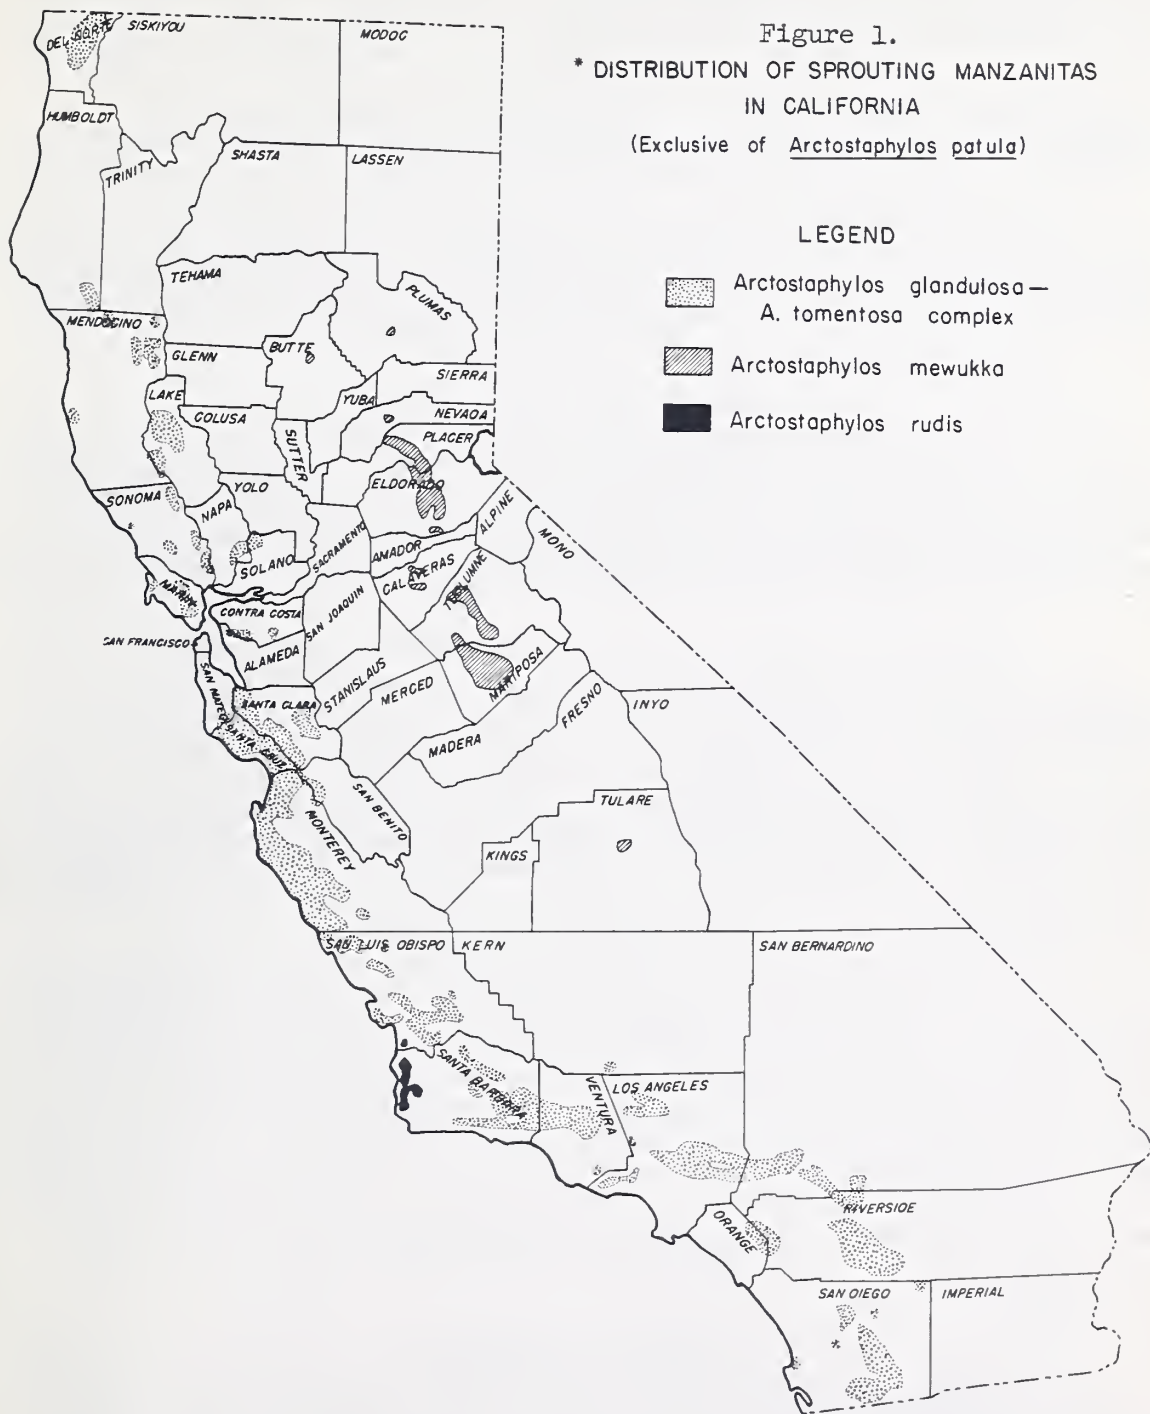 Figure 1.
* DISTRIBUTION OF SPROUTING MANZANITAS
IN CALIFORNIA
(Exclusive of Arctostaphylos patula)
LEGEND
Arctostaphylos glandulosa—
A. tomentosa complex
Arctostaphylos mewukka
Arctostaphylos rudis
DEL NORTE
SISKIYOU
MODOC
HUMBOLDT
TRINITY
SHASTA
LASSEN
TEHAMA
PLUMAS
MENDOCINO
GLENN
BUTTE
SIERRA
LAKE
COLUSA
YUBA
NEVADA
SUTTER
PLACER
SONOMA
NAPA
YOLO
ELDORADO
ALPINE
MONO
SOLANO
SACRAMENTO
AMADOR
CALAVERAS
TUOLUMNE
MARIN
CONTRA COSTA
SAN JOAQUIN
SAN FRANCISCO
ALAMEDA
STANISLAUS
MARIPOSA
SAN MATEO
SANTA CLARA
MERCED
SANTA CRUZ
MADERA
FRESNO
INYO
SAN BENITO
MONTEREY
TULARE
KINGS
SAN LUIS OBISPO
KERN
SAN BERNARDINO
SANTA BARBARA
VENTURA
LOS ANGELES
ORANGE
RIVERSIDE
SAN DIEGO
IMPERIAL